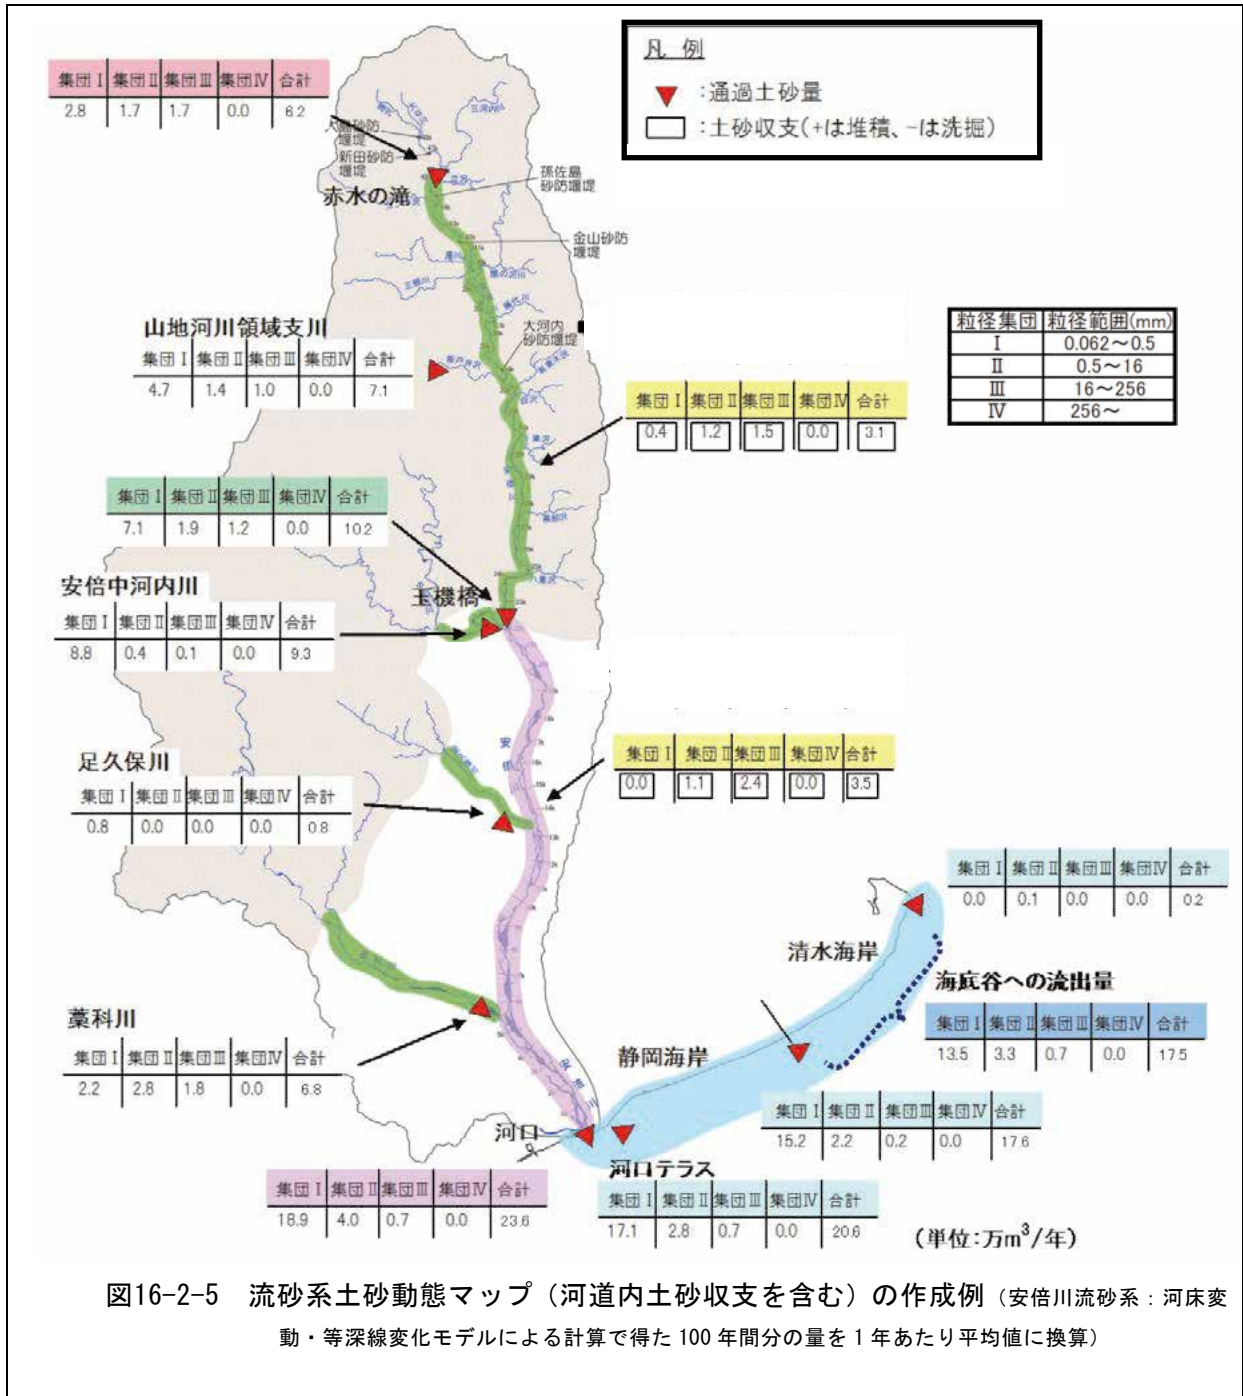 凡 例
:通過土砂量
:土砂収支(+は堆積、-は洗掘)
集団Ⅰ 集団Ⅱ 集団Ⅲ 集団Ⅳ 合計
2.8 1.7 1.7 0.0 6.2
大島砂防
堰堤
新田砂防
堰堤
赤水の滝
孫佐島
砂防堰堤
金山砂防
堰堤
大河内
砂防堰堤
山地河川領域支川
集団Ⅰ 集団Ⅱ 集団Ⅲ 集団Ⅳ 合計
4.7 1.4 1.0 0.0 7.1
粒径集団 粒径範囲(mm)
Ⅰ 0.062～0.5
Ⅱ 0.5～16
Ⅲ 16～256
Ⅳ 256～
集団Ⅰ 集団Ⅱ 集団Ⅲ 集団Ⅳ 合計
0.4 1.2 1.5 0.0 3.1
集団Ⅰ 集団Ⅱ 集団Ⅲ 集団Ⅳ 合計
7.1 1.9 1.2 0.0 10.2
玉機橋
安倍中河内川
集団Ⅰ 集団Ⅱ 集団Ⅲ 集団Ⅳ 合計
8.8 0.4 0.1 0.0 9.3
集団Ⅰ 集団Ⅱ 集団Ⅲ 集団Ⅳ 合計
0.0 1.1 2.4 0.0 3.5
安倍川
足久保川
集団Ⅰ 集団Ⅱ 集団Ⅲ 集団Ⅳ 合計
0.8 0.0 0.0 0.0 0.8
集団Ⅰ 集団Ⅱ 集団Ⅲ 集団Ⅳ 合計
0.0 0.1 0.0 0.0 0.2
清水海岸
海底谷への流出量
集団Ⅰ 集団Ⅱ 集団Ⅲ 集団Ⅳ 合計
13.5 3.3 0.7 0.0 17.5
藁科川
集団Ⅰ 集団Ⅱ 集団Ⅲ 集団Ⅳ 合計
2.2 2.8 1.8 0.0 6.8
静岡海岸
集団Ⅰ 集団Ⅱ 集団Ⅲ 集団Ⅳ 合計
15.2 2.2 0.2 0.0 17.6
安倍川
河口
河口テラス
集団Ⅰ 集団Ⅱ 集団Ⅲ 集団Ⅳ 合計
18.9 4.0 0.7 0.0 23.6
集団Ⅰ 集団Ⅱ 集団Ⅲ 集団Ⅳ 合計
17.1 2.8 0.7 0.0 20.6
(単位:万m³/年)
図16-2-5 流砂系土砂動態マップ（河道内土砂収支を含む）の作成例（安倍川流砂系：河床変
動・等深線変化モデルによる計算で得た 100 年間分の量を 1 年あたり平均値に換算）